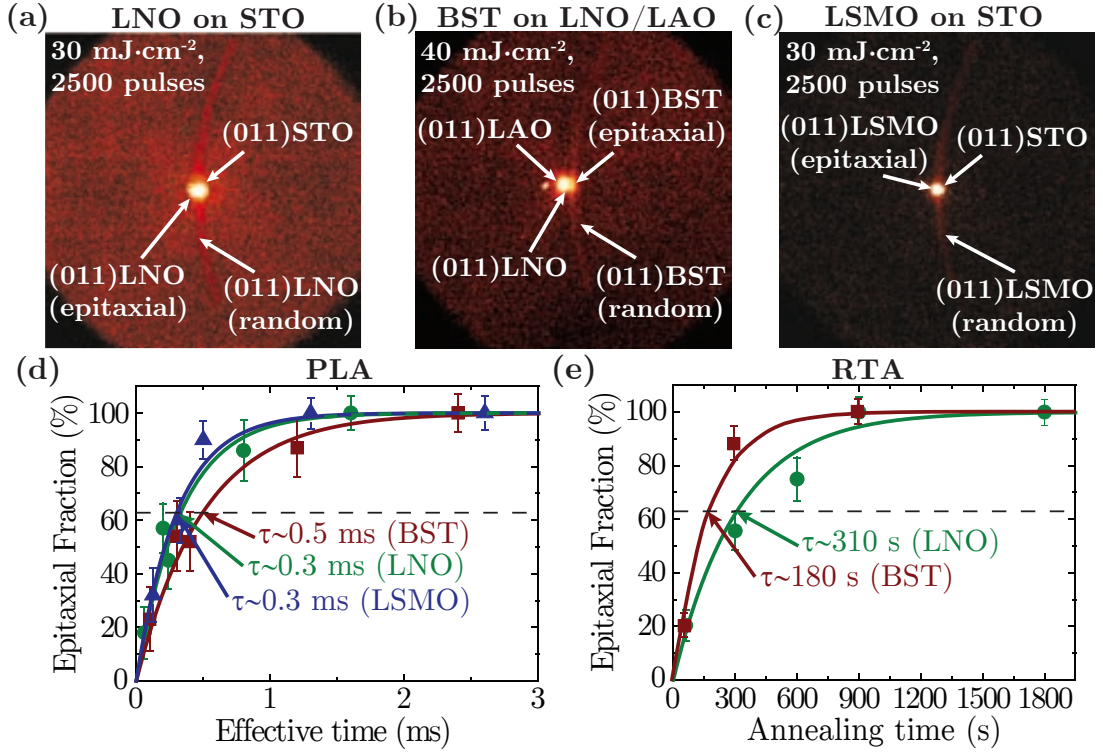 (a) LNO on STO
30 mJ·cm⁻²,
2500 pulses
(011)STO
(011)LNO
(epitaxial)
(011)LNO
(random)
(b) BST on LNO/LAO
40 mJ·cm⁻²,
2500 pulses
(011)BST
(epitaxial)
(011)LAO
(011)LNO
(011)BST
(random)
(c) LSMO on STO
30 mJ·cm⁻²,
2500 pulses
(011)LSMO
(epitaxial)
(011)STO
(011)LSMO
(random)
(d) PLA
Epitaxial Fraction (%)
100
80
60
40
20
0
τ~0.5 ms (BST)
τ~0.3 ms (LNO)
τ~0.3 ms (LSMO)
0 1 2 3
Effective time (ms)
(e) RTA
Epitaxial Fraction (%)
100
80
60
40
20
0
τ~310 s (LNO)
τ~180 s (BST)
0 300 600 900 1200 1500 1800
Annealing time (s)